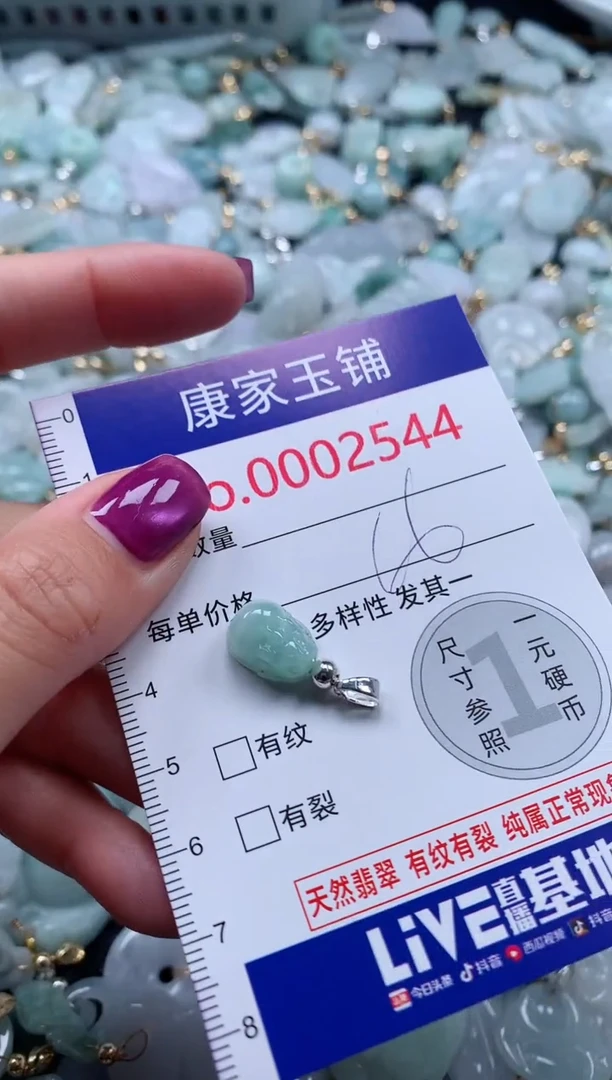 康家玉铺
o.0002544
数量
16
每单价格
多样性 发其一
尺寸参照
1
一元硬币
有纹
有裂
天然翡翠 有纹有裂 纯属正常现象
LiVE直播基地
今日头条 抖音 西瓜视频 抖音
0
1
4
5
6
7
8